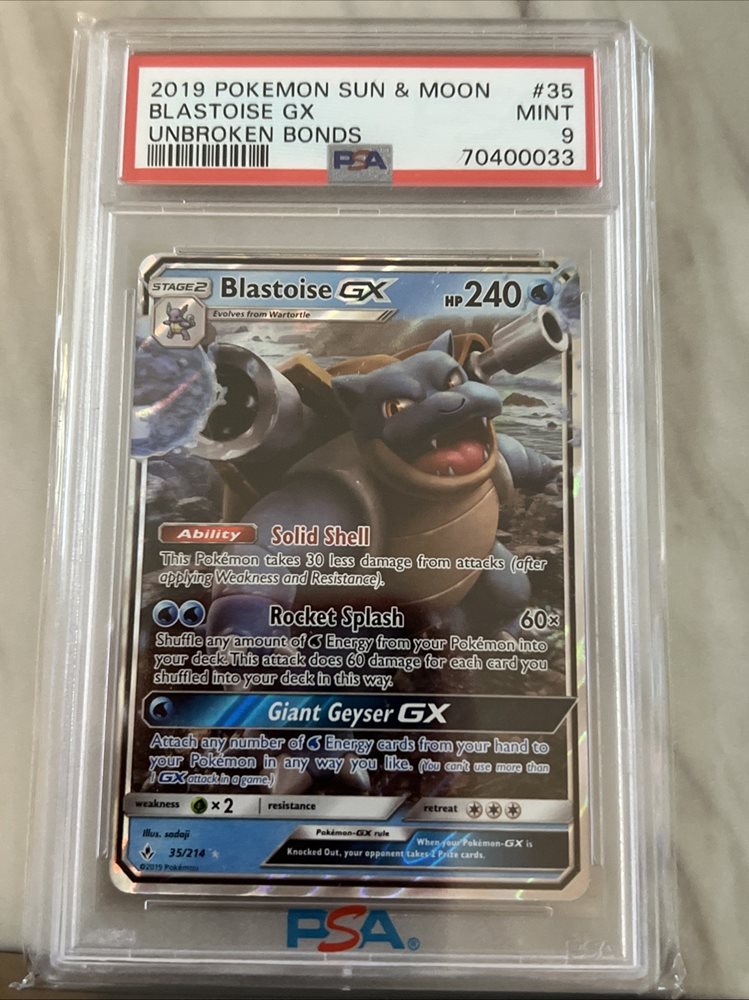 2019 POKEMON SUN & MOON #35
BLASTOISE GX MINT
UNBROKEN BONDS 9
PSA 70400033
STAGE 2 Blastoise GX HP 240
Evolves from Wartortle
Ability Solid Shell
This Pokémon takes 30 less damage from attacks (after
applying Weakness and Resistance).
Rocket Splash 60×
Shuffle any amount of Energy from your Pokémon into
your deck. This attack does 60 damage for each card you
shuffled into your deck in this way.
Giant Geyser GX
Attach any number of Energy cards from your hand to
your Pokémon in any way you like. (You can't use more than
1 GX attack in a game.)
weakness ×2 resistance retreat
Illus. sadaji
Pokémon-GX rule
When your Pokémon-GX is
Knocked Out, your opponent takes 2 Prize cards.
35/214
©2019 Pokémon
PSA®
PSA